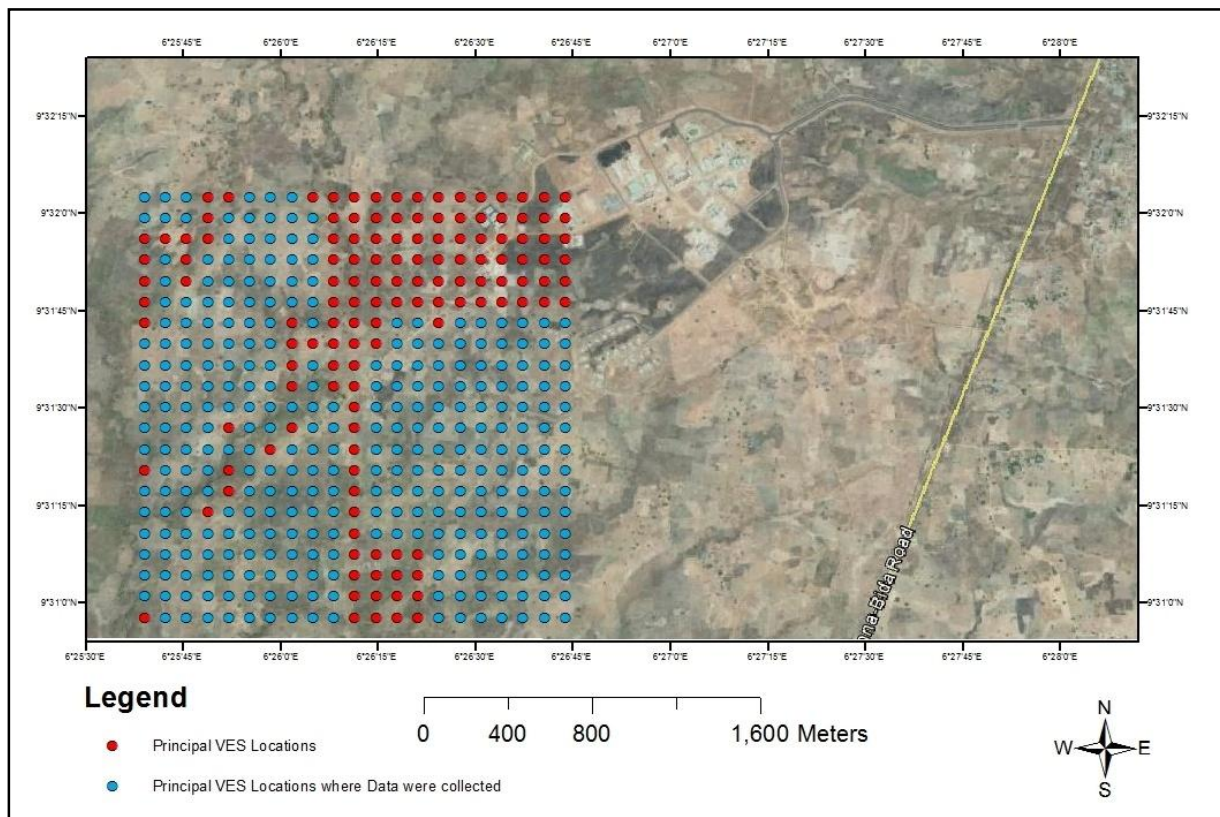 6°25'45"E 6°26'0"E 6°26'15"E 6°26'30"E 6°26'45"E 6°27'0"E 6°27'15"E 6°27'30"E 6°27'45"E 6°28'0"E
9°32'15"N 9°32'15"N
9°32'0"N 9°32'0"N
9°31'45"N 9°31'45"N
9°31'30"N 9°31'30"N
9°31'15"N 9°31'15"N
Bida Road
9°31'0"N 9°31'0"N
6°25'30"E 6°25'45"E 6°26'0"E 6°26'15"E 6°26'30"E 6°26'45"E 6°27'0"E 6°27'15"E 6°27'30"E 6°27'45"E 6°28'0"E
Legend
Principal VES Locations
Principal VES Locations where Data were collected
0 400 800 1,600 Meters
N
W E
S